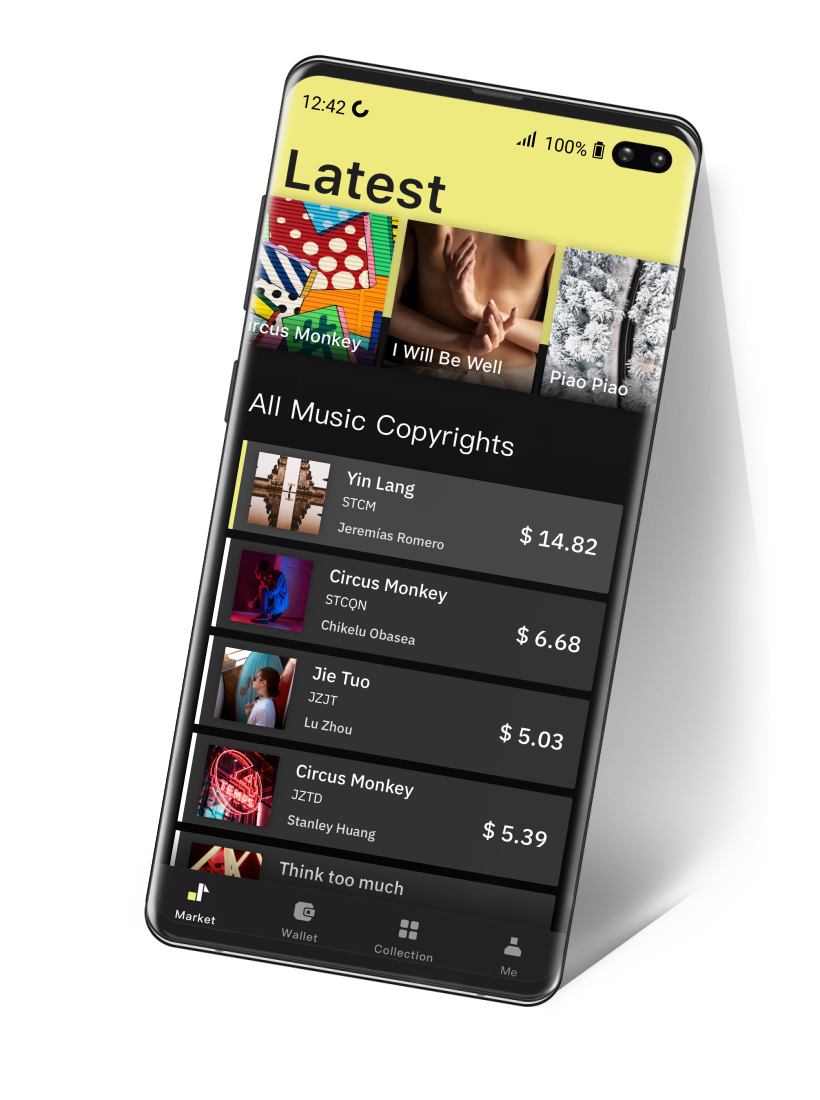 12:42
100%
Latest
ircus Monkey
I Will Be Well
Piao Piao
All Music Copyrights
Yin Lang
STCM
Jeremías Romero
$ 14.82
Circus Monkey
STCQN
Chikelu Obasea
$ 6.68
Jie Tuo
JZJT
Lu Zhou
$ 5.03
Circus Monkey
JZTD
Stanley Huang
$ 5.39
TEMPS
Think too much
Market
Wallet
Collection
Me